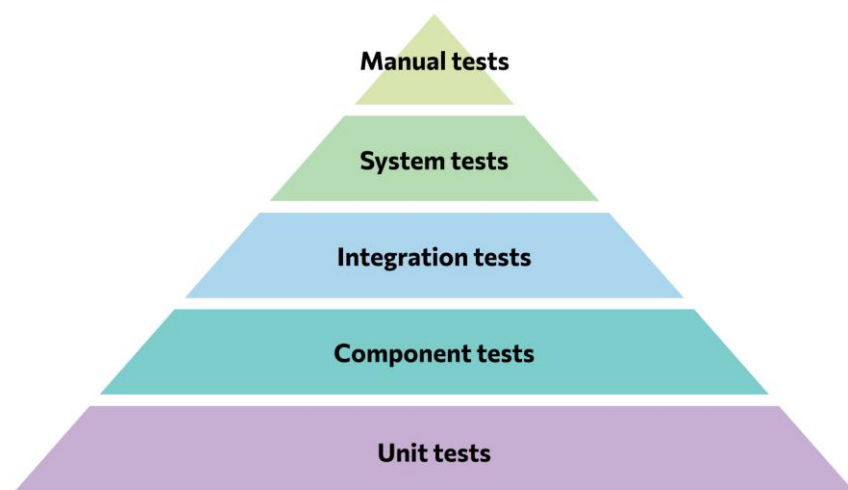 Manual tests
System tests
Integration tests
Component tests
Unit tests